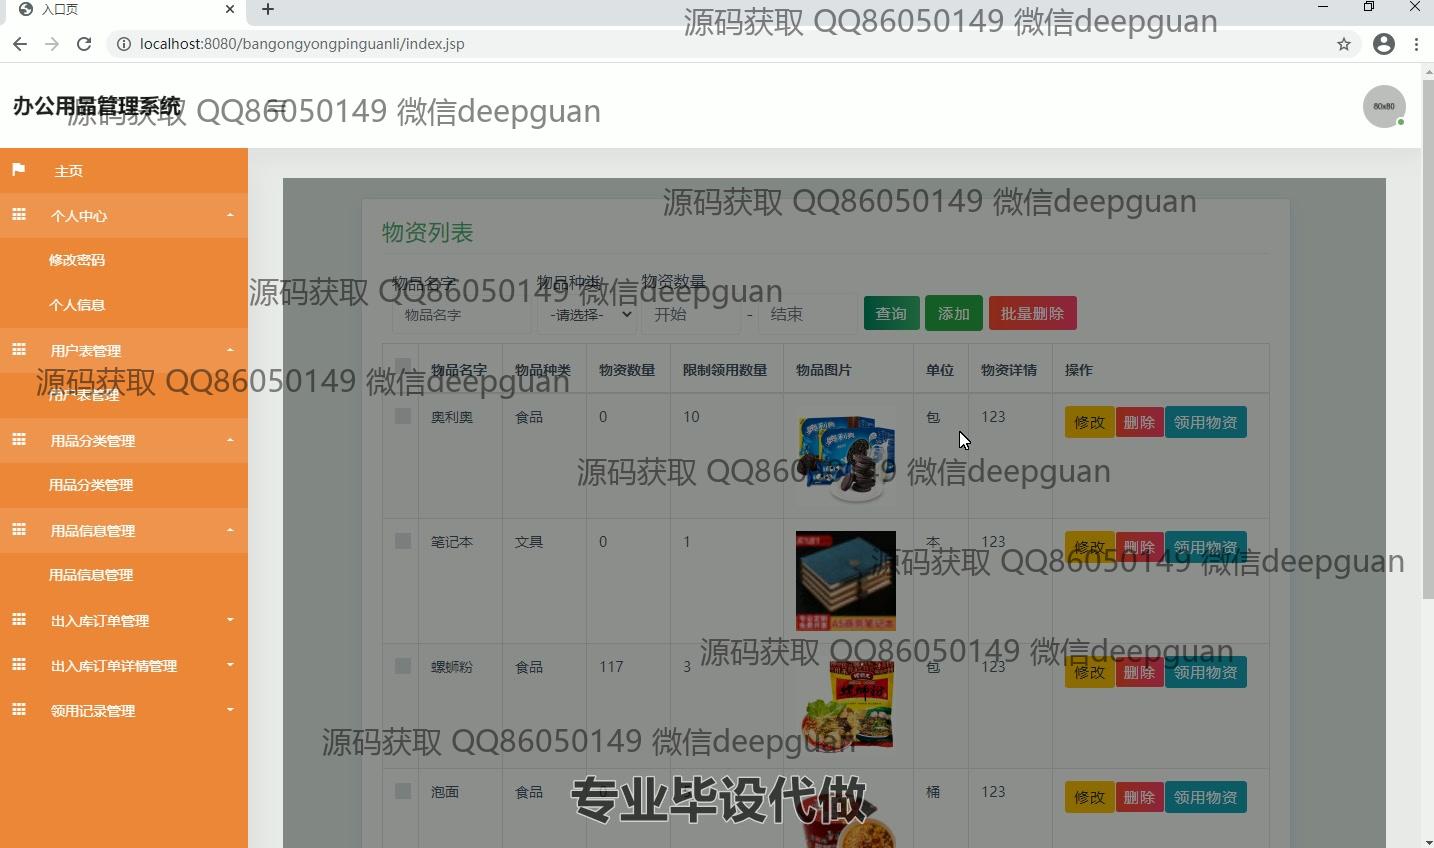 入口页
源码获取 QQ86050149 微信deepguan
localhost:8080/bangongyongpinguanli/index.jsp
办公用品管理系统
源码获取 QQ86050149 微信deepguan
80x80
主页
个人中心
修改密码
个人信息
用户表管理
用户表管理
用品分类管理
用品分类管理
用品信息管理
用品信息管理
出入库订单管理
出入库订单详情管理
领用记录管理
源码获取 QQ86050149 微信deepguan
物资列表
物品名字 物品种类 物资数量
源码获取 QQ86050149 微信deepguan
物品名字 -请选择- 开始 - 结束 查询 添加 批量删除
物品名字 物品种类 物资数量 限制领用数量 物品图片 单位 物资详情 操作
源码获取 QQ86050149 微信deepguan
奥利奥 食品 0 10 包 123 修改 删除 领用物资
奥利奥
源码获取 QQ86050149 微信deepguan
笔记本 文具 0 1 本 123 修改 删除 领用物资
源码获取 QQ86050149 微信deepguan
A5商务笔记本
源码获取 QQ86050149 微信deepguan
螺蛳粉 食品 117 3 包 123 修改 删除 领用物资
螺蛳粉
源码获取 QQ86050149 微信deepguan
泡面 食品 0 桶 123 修改 删除 领用物资
专业毕设代做